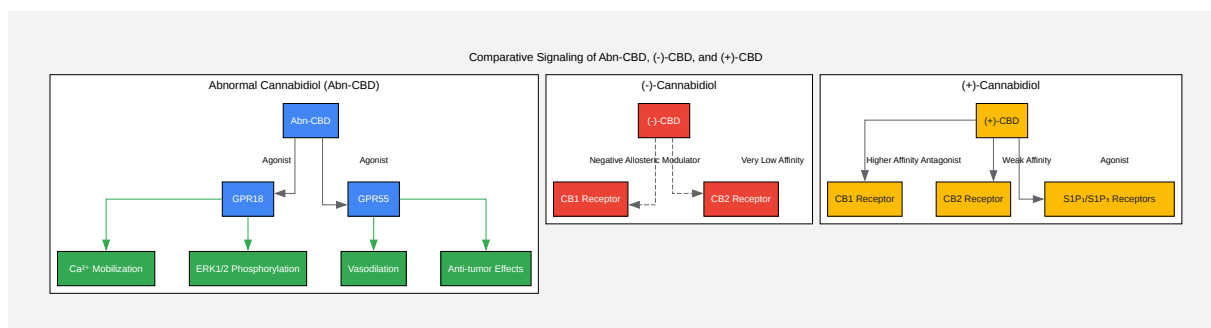 Comparative Signaling of Abn-CBD, (-)-CBD, and (+)-CBD
Abnormal Cannabidiol (Abn-CBD)
Abn-CBD
Agonist
Agonist
GPR18
GPR55
Ca²⁺ Mobilization
ERK1/2 Phosphorylation
Vasodilation
Anti-tumor Effects
(-)-Cannabidiol
(-)-CBD
Negative Allosteric Modulator
Very Low Affinity
CB1 Receptor
CB2 Receptor
(+)-Cannabidiol
(+)-CBD
Higher Affinity Antagonist
Weak Affinity
Agonist
CB1 Receptor
CB2 Receptor
S1P₁/S1P₃ Receptors